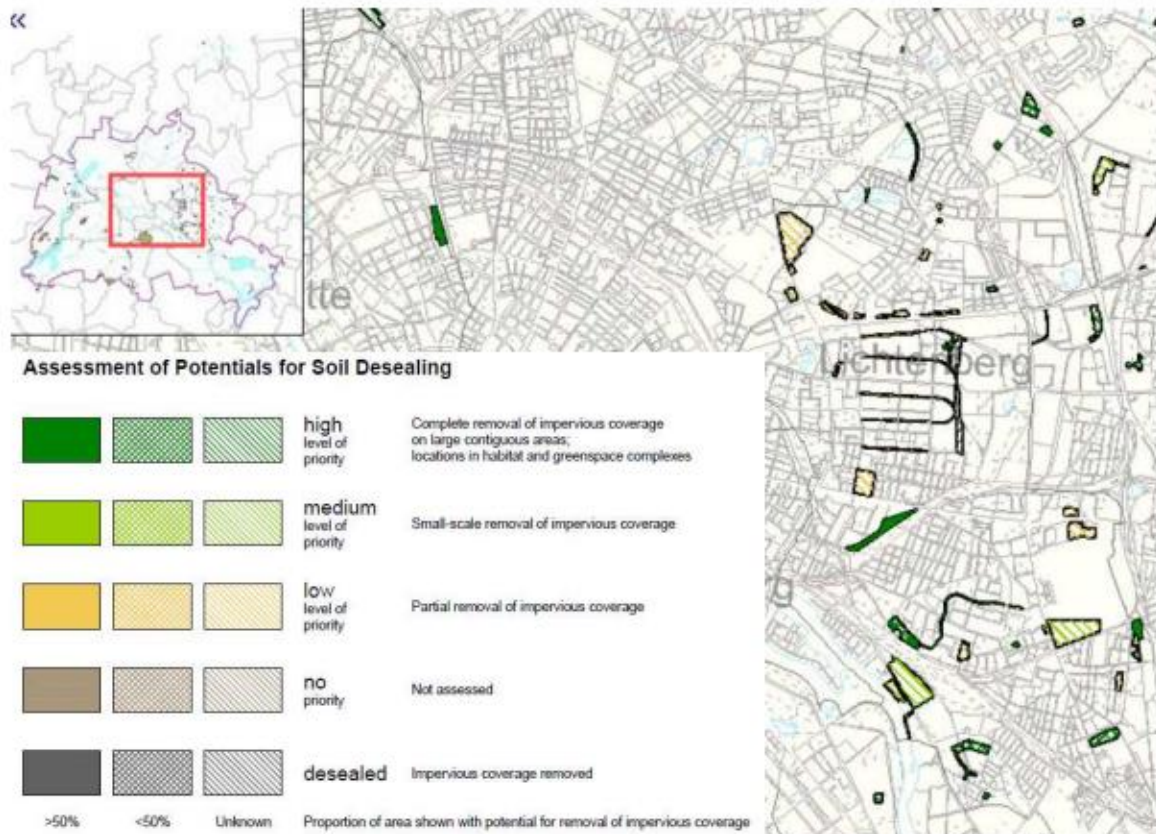 «
tte
Lichtenberg
g
Assessment of Potentials for Soil Desealing
high
level of
priority
Complete removal of impervious coverage
on large contiguous areas;
locations in habitat and greenspace complexes
medium
level of
priority
Small-scale removal of impervious coverage
low
level of
priority
Partial removal of impervious coverage
no
priority
Not assessed
desealed
Impervious coverage removed
>50% <50% Unknown Proportion of area shown with potential for removal of impervious coverage